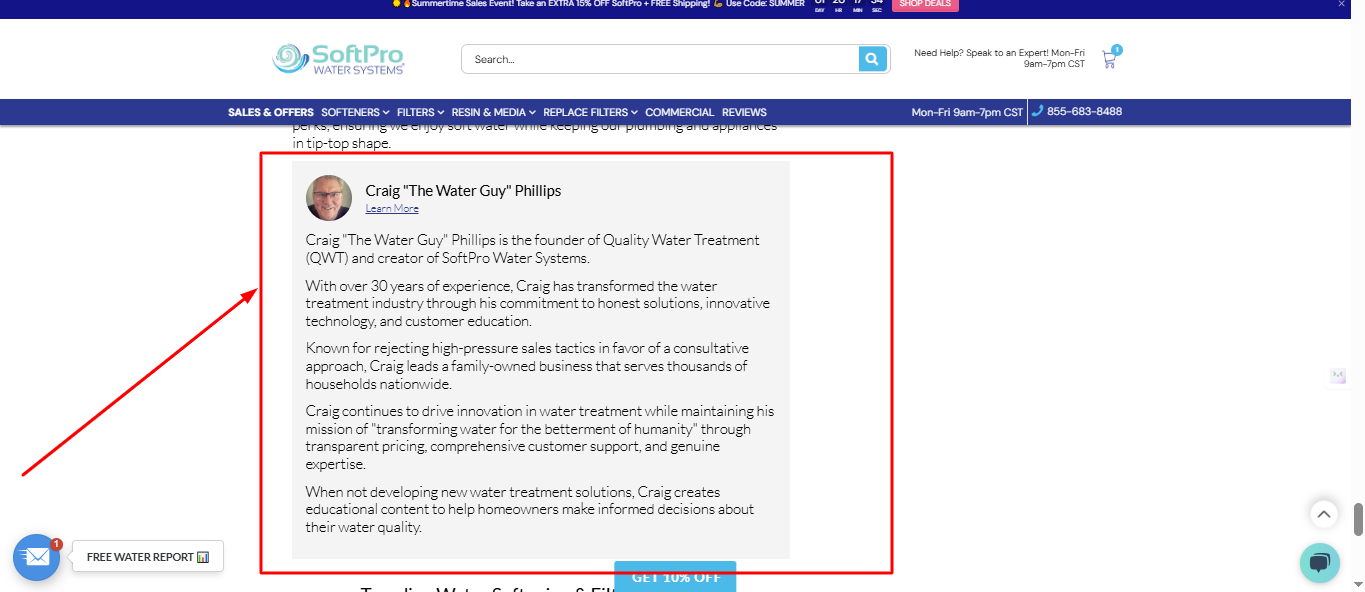 Summertime Sales Event! Take an EXTRA 15% OFF SoftPro + FREE Shipping! 💪 Use Code: SUMMER
DAY HR MIN SEC
SHOP DEALS
SoftPro
WATER SYSTEMS
Search...
Need Help? Speak to an Expert! Mon-Fri
9am-7pm CST
1
SALES & OFFERS SOFTENERS FILTERS RESIN & MEDIA REPLACE FILTERS COMMERCIAL REVIEWS
Mon-Fri 9am-7pm CST 855-683-8488
perks, ensuring we enjoy soft water while keeping our plumbing and appliances
in tip-top shape.
Craig "The Water Guy" Phillips
Learn More
Craig "The Water Guy" Phillips is the founder of Quality Water Treatment
(QWT) and creator of SoftPro Water Systems.
With over 30 years of experience, Craig has transformed the water
treatment industry through his commitment to honest solutions, innovative
technology, and customer education.
Known for rejecting high-pressure sales tactics in favor of a consultative
approach, Craig leads a family-owned business that serves thousands of
households nationwide.
Craig continues to drive innovation in water treatment while maintaining his
mission of "transforming water for the betterment of humanity" through
transparent pricing, comprehensive customer support, and genuine
expertise.
When not developing new water treatment solutions, Craig creates
educational content to help homeowners make informed decisions about
their water quality.
1
FREE WATER REPORT
GET 10% OFF